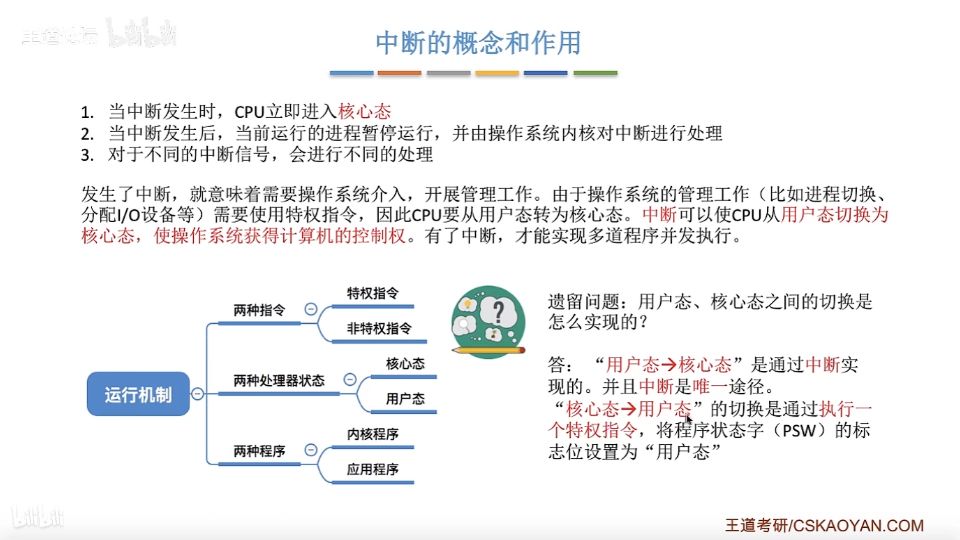 王道考研 bilibili
中断的概念和作用
1. 当中断发生时，CPU立即进入核心态
2. 当中断发生后，当前运行的进程暂停运行，并由操作系统内核对中断进行处理
3. 对于不同的中断信号，会进行不同的处理
发生了中断，就意味着需要操作系统介入，开展管理工作。由于操作系统的管理工作（比如进程切换、
分配I/O设备等）需要使用特权指令，因此CPU要从用户态转为核心态。中断可以使CPU从用户态切换为
核心态，使操作系统获得计算机的控制权。有了中断，才能实现多道程序并发执行。
运行机制
两种指令
特权指令
非特权指令
两种处理器状态
核心态
用户态
两种程序
内核程序
应用程序
?
遗留问题：用户态、核心态之间的切换是
怎么实现的？
答： “用户态→核心态”是通过中断实
现的。并且中断是唯一途径。
“核心态→用户态”的切换是通过执行一
个特权指令，将程序状态字（PSW）的标
志位设置为“用户态”
bilibili
王道考研/CSKAOYAN.COM